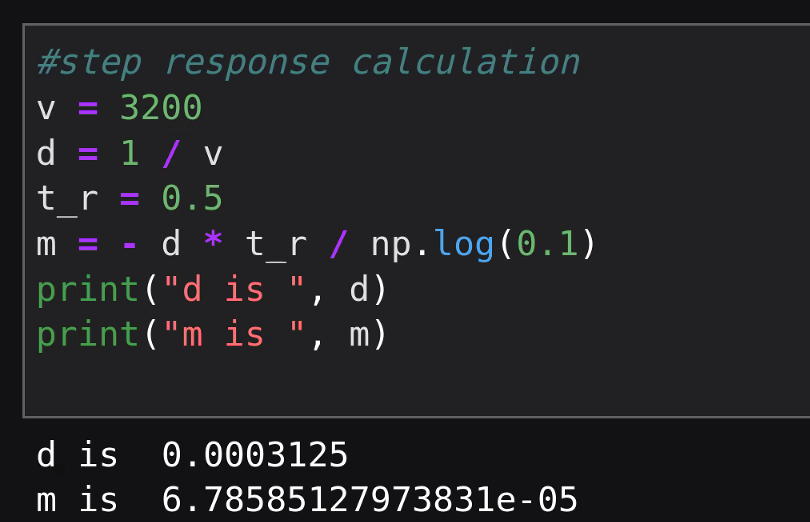 #step response calculation
v = 3200
d = 1 / v
t_r = 0.5
m = - d * t_r / np.log(0.1)
print("d is ", d)
print("m is ", m)
d is  0.0003125
m is  6.78585127973831e-05